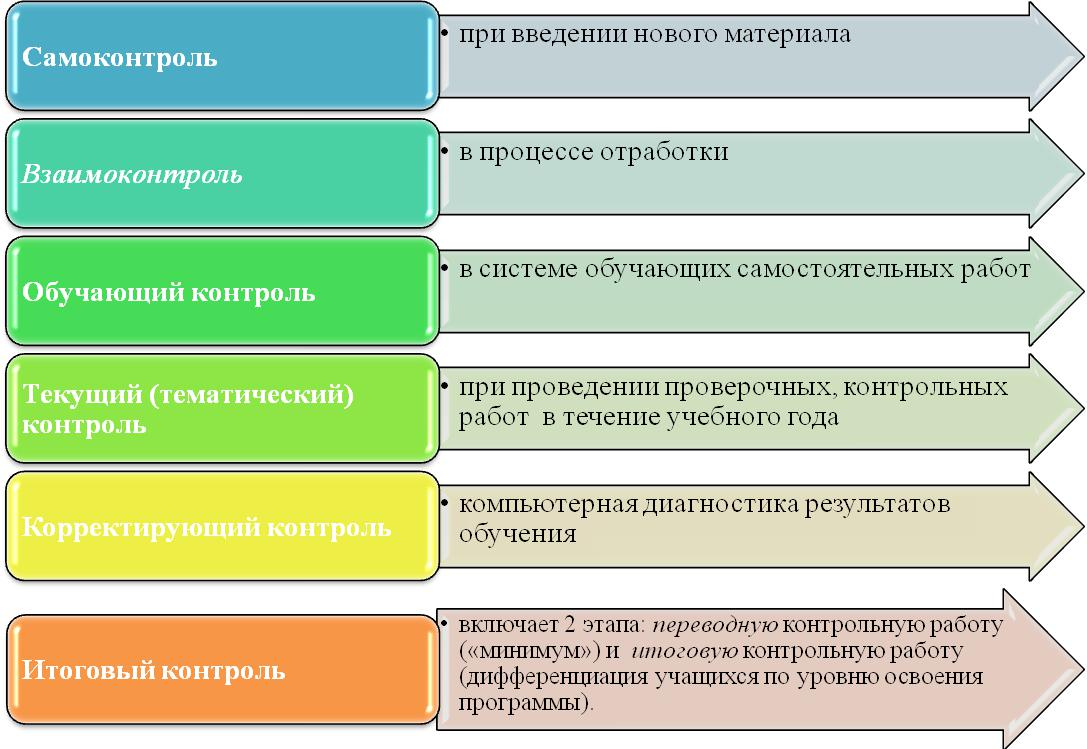 Самоконтроль
• при введении нового материала
Взаимоконтроль
• в процессе отработки
Обучающий контроль
• в системе обучающих самостоятельных работ
Текущий (тематический)
контроль
• при проведении проверочных, контрольных
работ в течение учебного года
Корректирующий контроль
• компьютерная диагностика результатов
обучения
Итоговый контроль
• включает 2 этапа: переводную контрольную работу
(«минимум») и итоговую контрольную работу
(дифференциация учащихся по уровню освоения
программы).